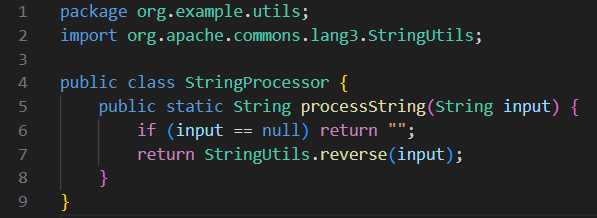 1 package org.example.utils;
2 import org.apache.commons.lang3.StringUtils;
3
4 public class StringProcessor {
5     public static String processString(String input) {
6         if (input == null) return "";
7         return StringUtils.reverse(input);
8     }
9 }